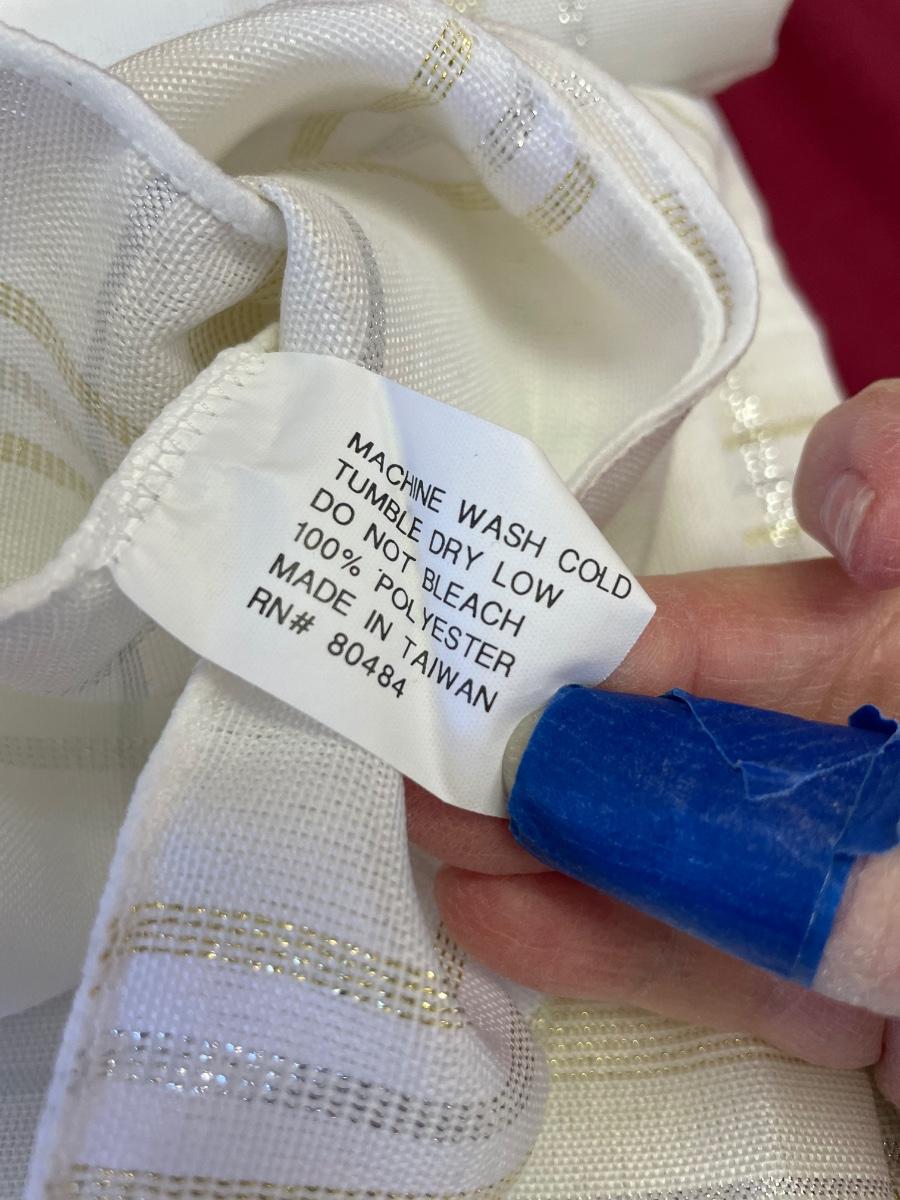 MACHINE WASH COLD
TUMBLE DRY LOW
DO NOT BLEACH
100% POLYESTER
MADE IN TAIWAN
RN# 80484